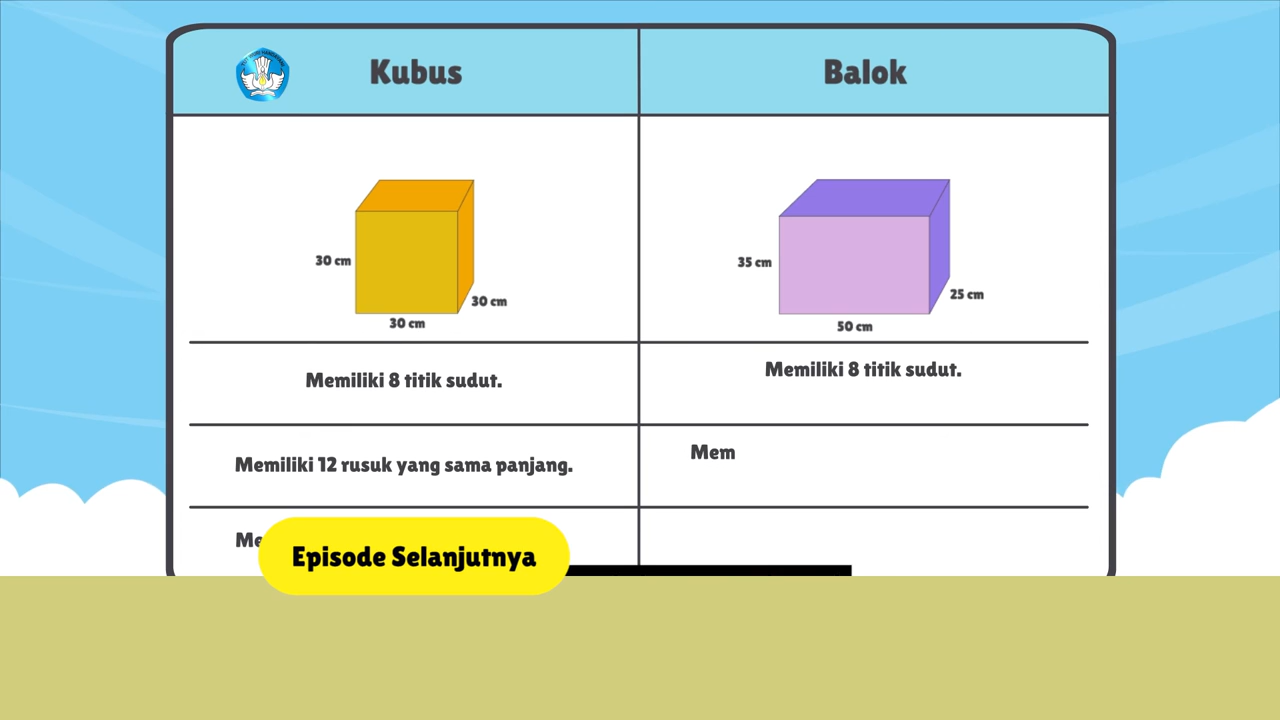 Kubus
Balok
30 cm
30 cm
30 cm
35 cm
25 cm
50 cm
Memiliki 8 titik sudut.
Memiliki 8 titik sudut.
Memiliki 12 rusuk yang sama panjang.
Mem
Me
Episode Selanjutnya